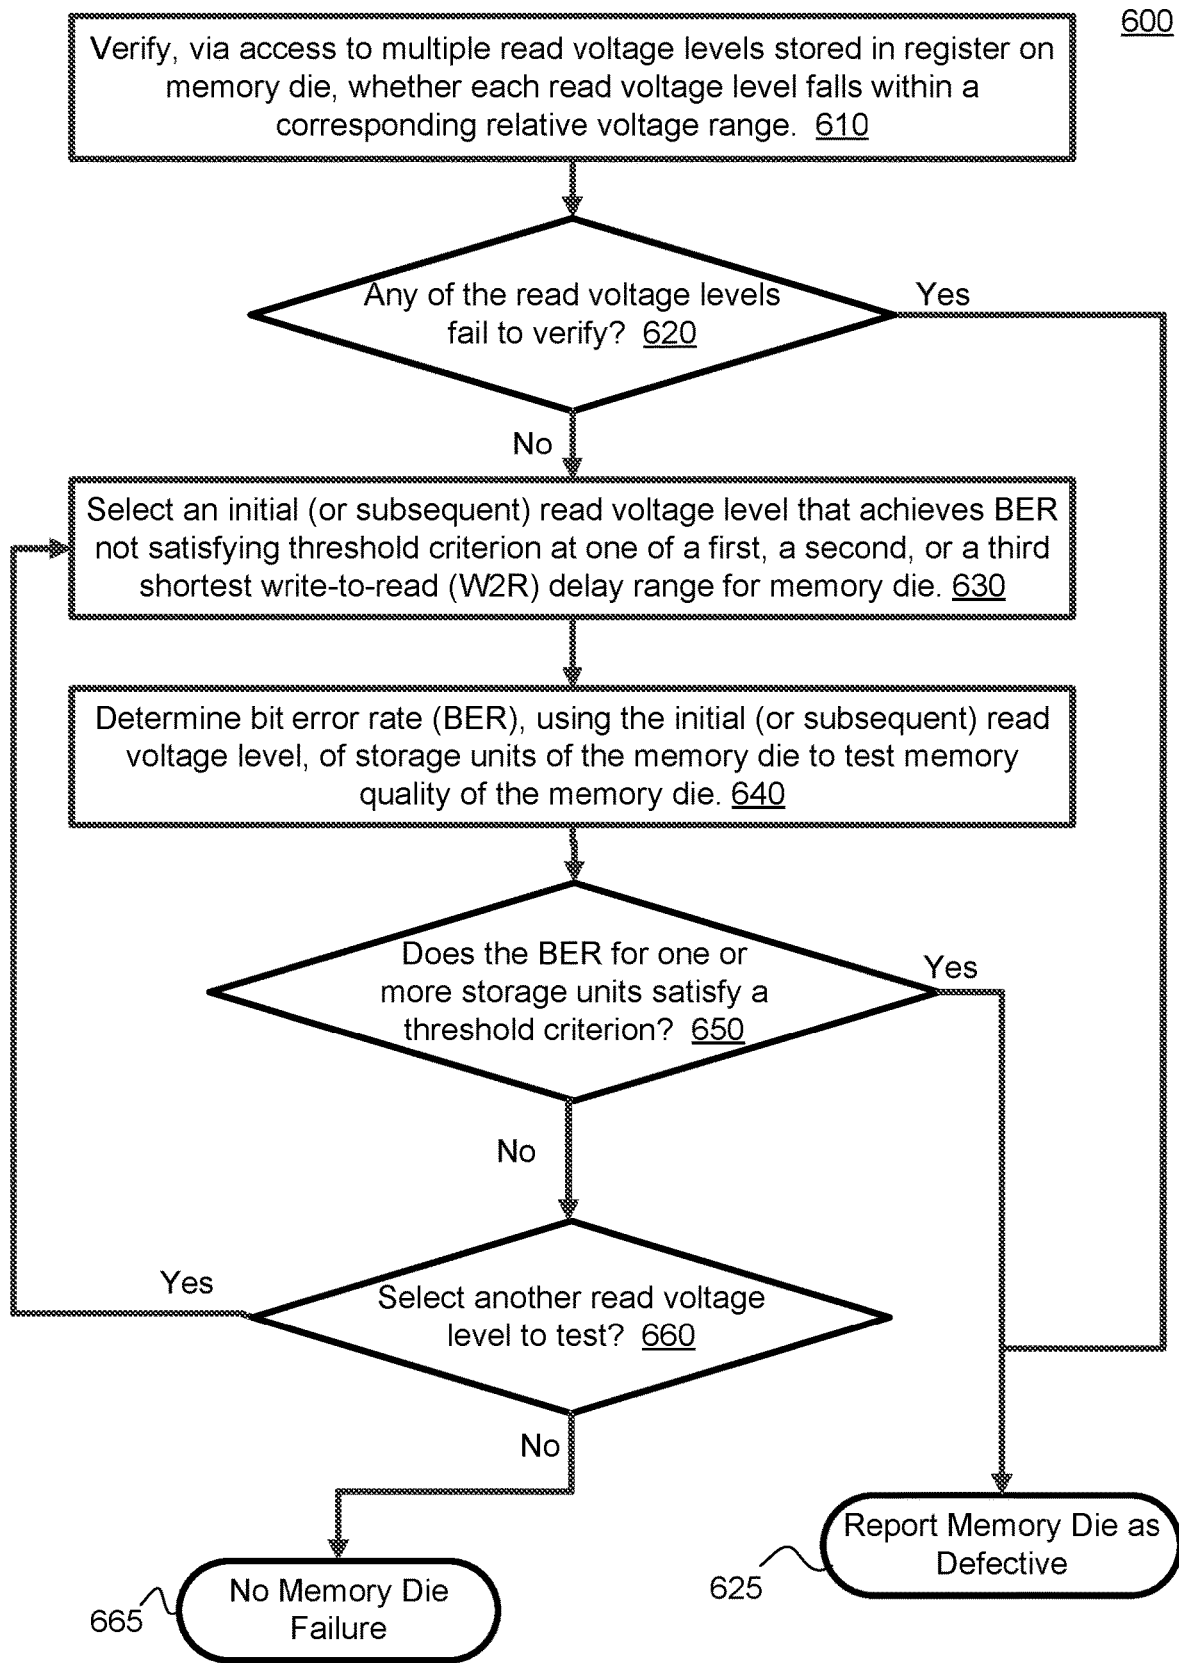 600
Verify, via access to multiple read voltage levels stored in register on
memory die, whether each read voltage level falls within a
corresponding relative voltage range. 610
Any of the read voltage levels
fail to verify? 620
Yes
No
Select an initial (or subsequent) read voltage level that achieves BER
not satisfying threshold criterion at one of a first, a second, or a third
shortest write-to-read (W2R) delay range for memory die. 630
Determine bit error rate (BER), using the initial (or subsequent) read
voltage level, of storage units of the memory die to test memory
quality of the memory die. 640
Does the BER for one or
more storage units satisfy a
threshold criterion? 650
Yes
No
Select another read voltage
level to test? 660
Yes
No
Report Memory Die as
Defective
625
No Memory Die
Failure
665